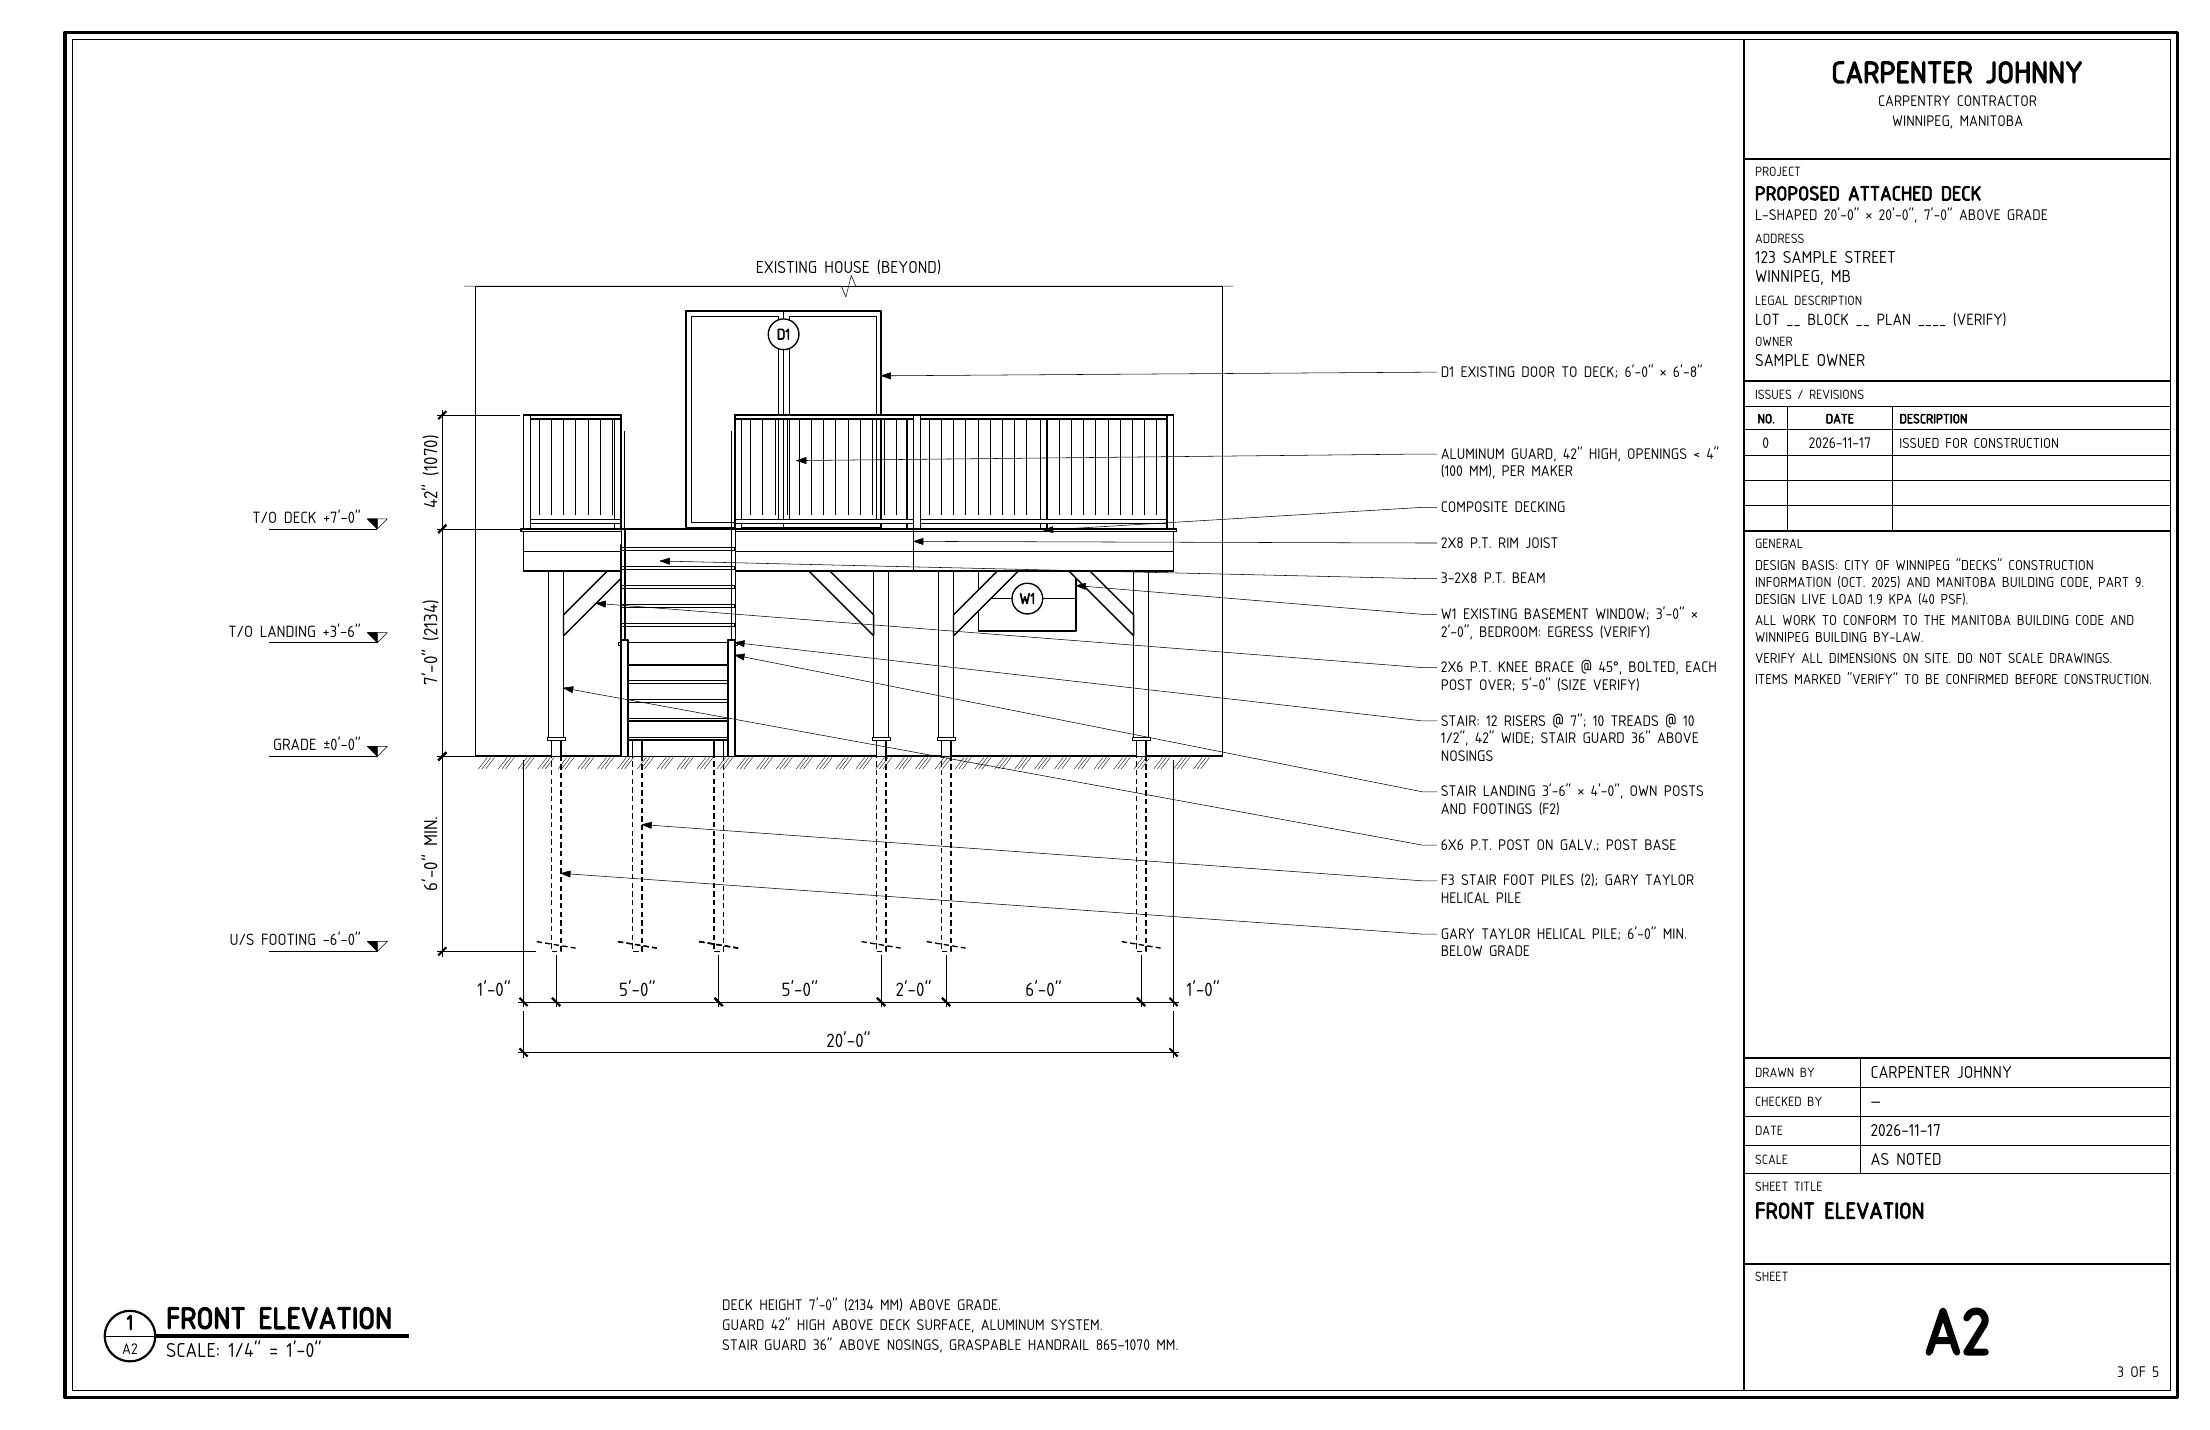 EXISTING HOUSE (BEYOND)
D1
D1 EXISTING DOOR TO DECK; 6'-0" × 6'-8"
ALUMINUM GUARD, 42" HIGH, OPENINGS < 4"
(100 MM), PER MAKER
COMPOSITE DECKING
2X8 P.T. RIM JOIST
3-2X8 P.T. BEAM
W1 EXISTING BASEMENT WINDOW; 3'-0" ×
2'-0", BEDROOM: EGRESS (VERIFY)
2X6 P.T. KNEE BRACE @ 45°, BOLTED, EACH
POST OVER; 5'-0" (SIZE VERIFY)
STAIR: 12 RISERS @ 7"; 10 TREADS @ 10
1/2", 42" WIDE; STAIR GUARD 36" ABOVE
NOSINGS
STAIR LANDING 3'-6" × 4'-0", OWN POSTS
AND FOOTINGS (F2)
6X6 P.T. POST ON GALV.; POST BASE
F3 STAIR FOOT PILES (2); GARY TAYLOR
HELICAL PILE
GARY TAYLOR HELICAL PILE; 6'-0" MIN.
BELOW GRADE
W1
42" (1070)
7'-0" (2134)
6'-0" MIN.
T/O DECK +7'-0"
T/O LANDING +3'-6"
GRADE ±0'-0"
U/S FOOTING -6'-0"
1'-0" 5'-0" 5'-0" 2'-0" 6'-0" 1'-0"
20'-0"
1
A2
FRONT ELEVATION
SCALE: 1/4" = 1'-0"
DECK HEIGHT 7'-0" (2134 MM) ABOVE GRADE.
GUARD 42" HIGH ABOVE DECK SURFACE, ALUMINUM SYSTEM.
STAIR GUARD 36" ABOVE NOSINGS, GRASPABLE HANDRAIL 865-1070 MM.
CARPENTER JOHNNY
CARPENTRY CONTRACTOR
WINNIPEG, MANITOBA
PROJECT
PROPOSED ATTACHED DECK
L-SHAPED 20'-0" × 20'-0", 7'-0" ABOVE GRADE
ADDRESS
123 SAMPLE STREET
WINNIPEG, MB
LEGAL DESCRIPTION
LOT __ BLOCK __ PLAN ____ (VERIFY)
OWNER
SAMPLE OWNER
ISSUES / REVISIONS
NO. DATE DESCRIPTION
0 2026-11-17 ISSUED FOR CONSTRUCTION
GENERAL
DESIGN BASIS: CITY OF WINNIPEG "DECKS" CONSTRUCTION
INFORMATION (OCT. 2025) AND MANITOBA BUILDING CODE, PART 9.
DESIGN LIVE LOAD 1.9 KPA (40 PSF).
ALL WORK TO CONFORM TO THE MANITOBA BUILDING CODE AND
WINNIPEG BUILDING BY-LAW.
VERIFY ALL DIMENSIONS ON SITE. DO NOT SCALE DRAWINGS.
ITEMS MARKED "VERIFY" TO BE CONFIRMED BEFORE CONSTRUCTION.
DRAWN BY CARPENTER JOHNNY
CHECKED BY —
DATE 2026-11-17
SCALE AS NOTED
SHEET TITLE
FRONT ELEVATION
SHEET
A2
3 OF 5